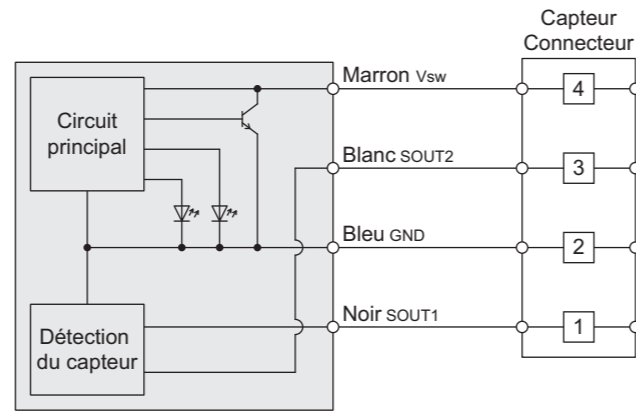 Capteur
Connecteur
Marron Vsw
4
Circuit
principal
Blanc SOUT2
3
Bleu GND
2
Noir SOUT1
1
Détection
du capteur